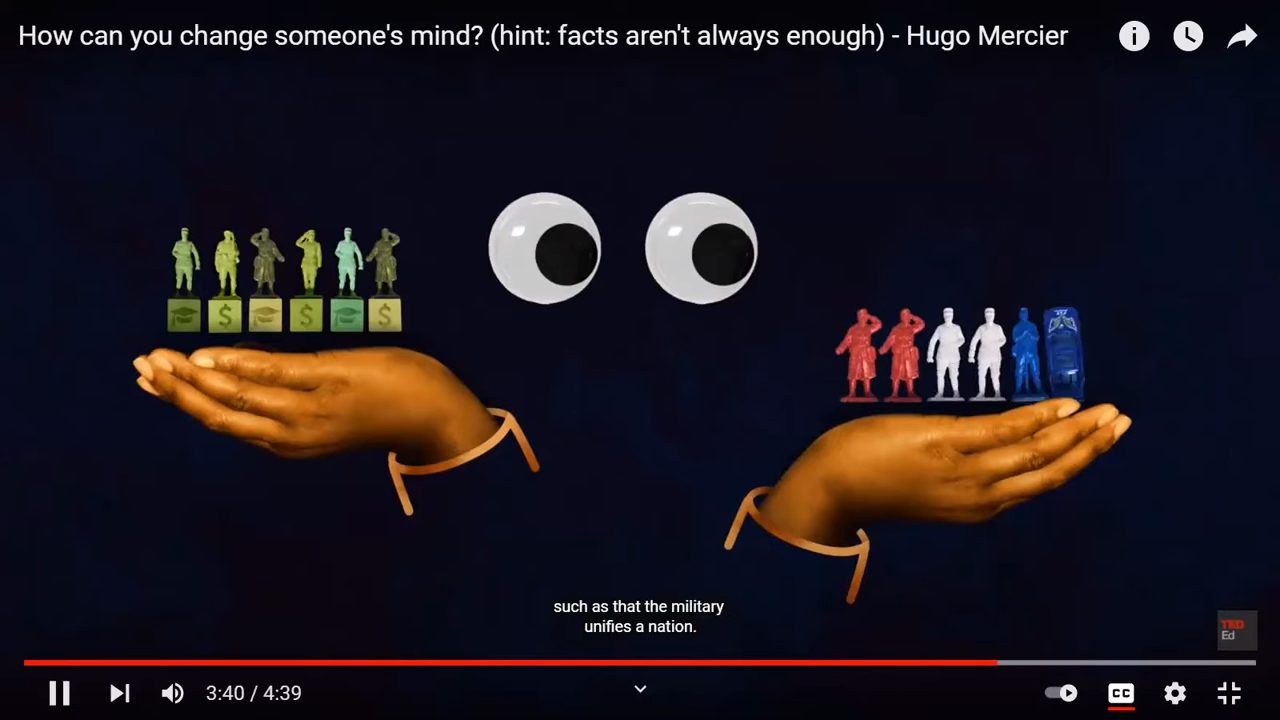 How can you change someone's mind? (hint: facts aren't always enough) - Hugo Mercier
$ $ $
such as that the military
unifies a nation.
TED
Ed
3:40 / 4:39
CC